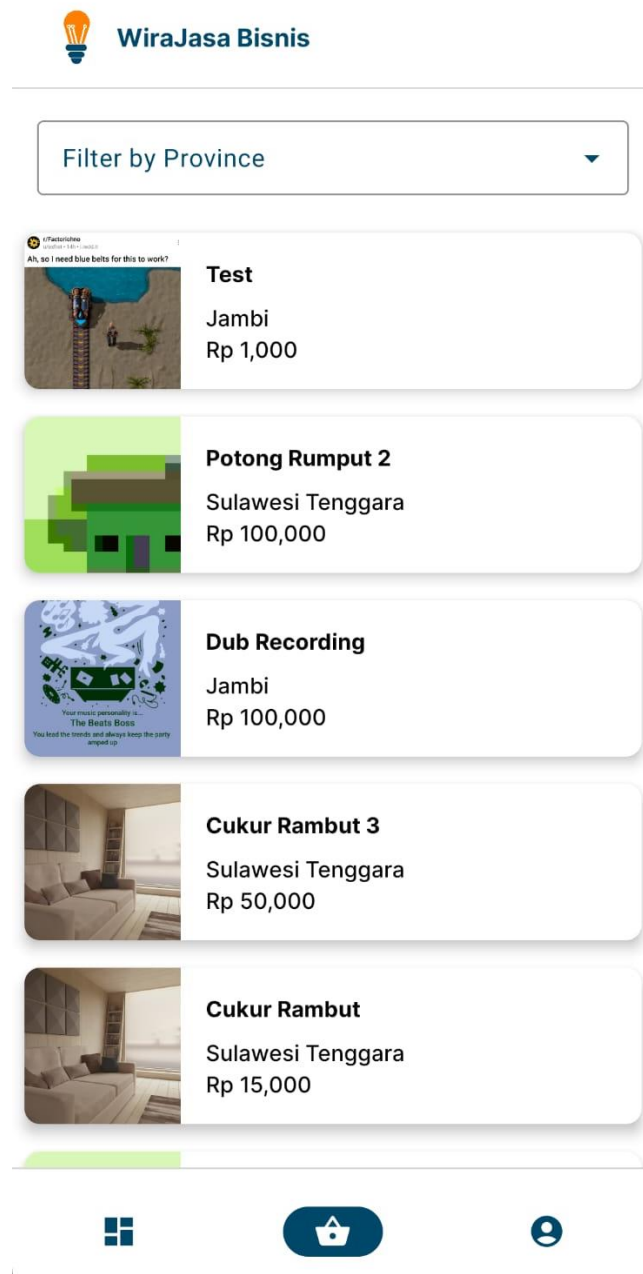 WiraJasa Bisnis
Filter by Province
r/Factorishno
Ah, so I need blue belts for this to work?
Test
Jambi
Rp 1,000
Potong Rumput 2
Sulawesi Tenggara
Rp 100,000
Your music personality is...
The Beats Boss
You lead the trends and always keep the party
amped up
Dub Recording
Jambi
Rp 100,000
Cukur Rambut 3
Sulawesi Tenggara
Rp 50,000
Cukur Rambut
Sulawesi Tenggara
Rp 15,000